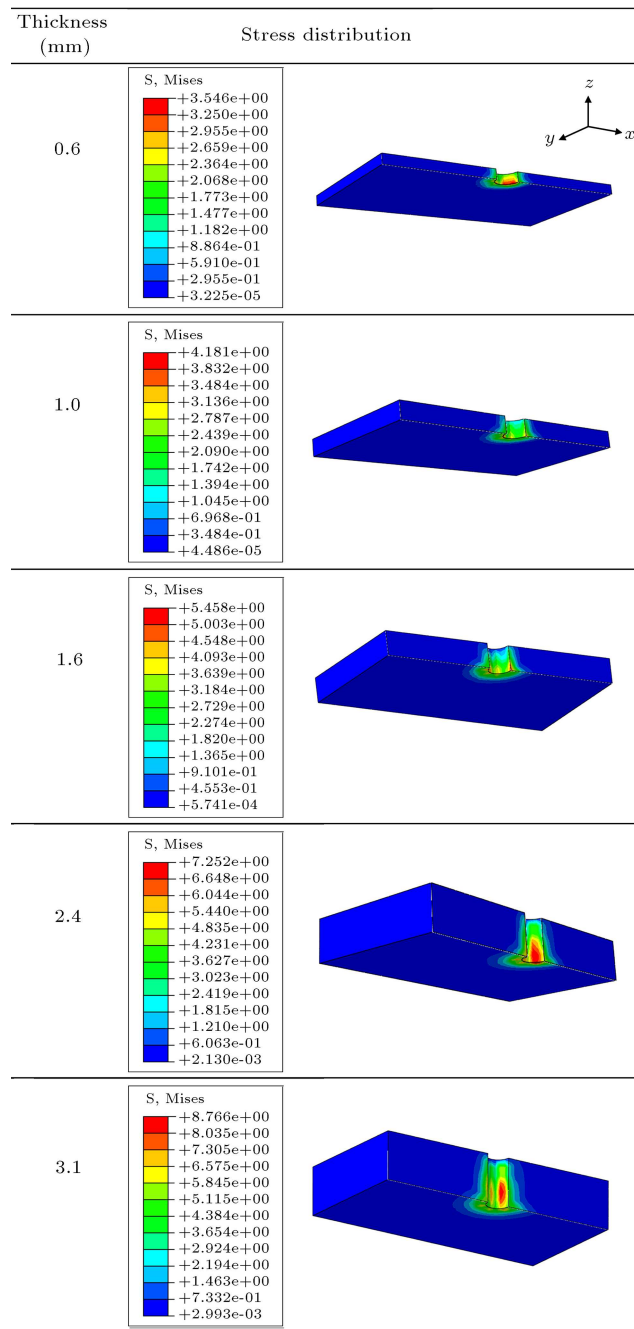 Thickness
(mm)
Stress distribution
0.6
S, Mises
+3.546e+00
+3.250e+00
+2.955e+00
+2.659e+00
+2.364e+00
+2.068e+00
+1.773e+00
+1.477e+00
+1.182e+00
+8.864e-01
+5.910e-01
+2.955e-01
+3.225e-05
z
y
x
1.0
S, Mises
+4.181e+00
+3.832e+00
+3.484e+00
+3.136e+00
+2.787e+00
+2.439e+00
+2.090e+00
+1.742e+00
+1.394e+00
+1.045e+00
+6.968e-01
+3.484e-01
+4.486e-05
1.6
S, Mises
+5.458e+00
+5.003e+00
+4.548e+00
+4.093e+00
+3.639e+00
+3.184e+00
+2.729e+00
+2.274e+00
+1.820e+00
+1.365e+00
+9.101e-01
+4.553e-01
+5.741e-04
2.4
S, Mises
+7.252e+00
+6.648e+00
+6.044e+00
+5.440e+00
+4.835e+00
+4.231e+00
+3.627e+00
+3.023e+00
+2.419e+00
+1.815e+00
+1.210e+00
+6.063e-01
+2.130e-03
3.1
S, Mises
+8.766e+00
+8.035e+00
+7.305e+00
+6.575e+00
+5.845e+00
+5.115e+00
+4.384e+00
+3.654e+00
+2.924e+00
+2.194e+00
+1.463e+00
+7.332e-01
+2.993e-03